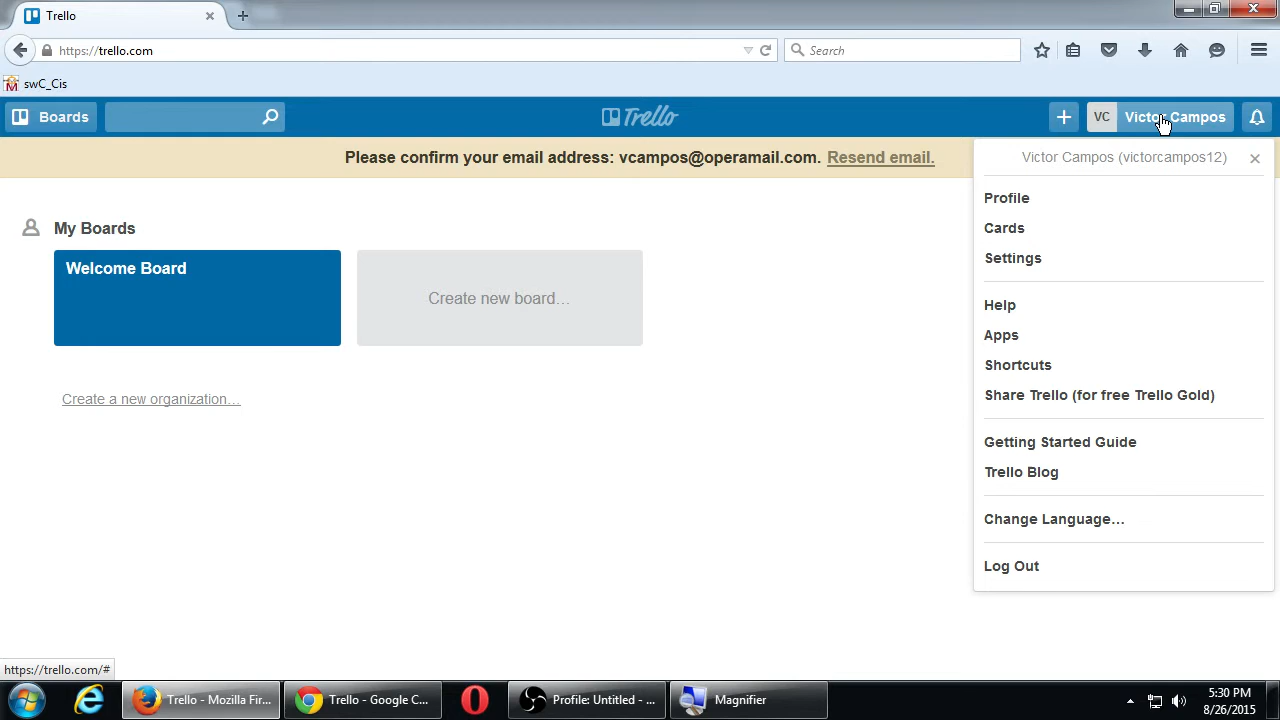 Trello
https://trello.com
Search
swC_Cis
Boards
Trello
VC
Victor Campos
Please confirm your email address: vcampos@operamail.com. Resend email.
Victor Campos (victorcampos12)
Profile
Cards
Settings
Help
Apps
Shortcuts
Share Trello (for free Trello Gold)
Getting Started Guide
Trello Blog
Change Language…
Log Out
My Boards
Welcome Board
Create new board…
Create a new organization…
https://trello.com/#
Trello - Mozilla Fir...
Trello - Google C...
Profile: Untitled - ...
Magnifier
5:30 PM
8/26/2015